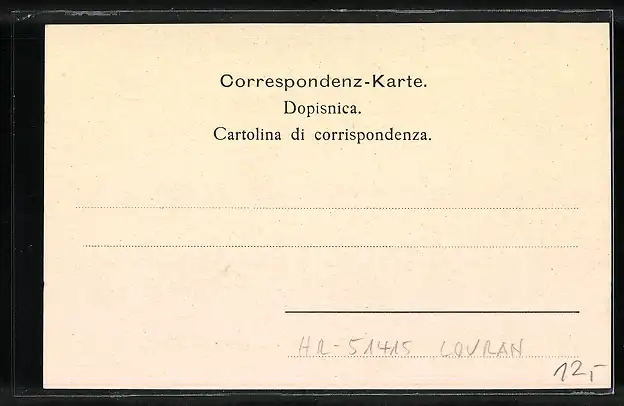 Correspondenz-Karte.
Dopisnica.
Cartolina di corrispondenza.
HR-51415 LOVRAN
12,-